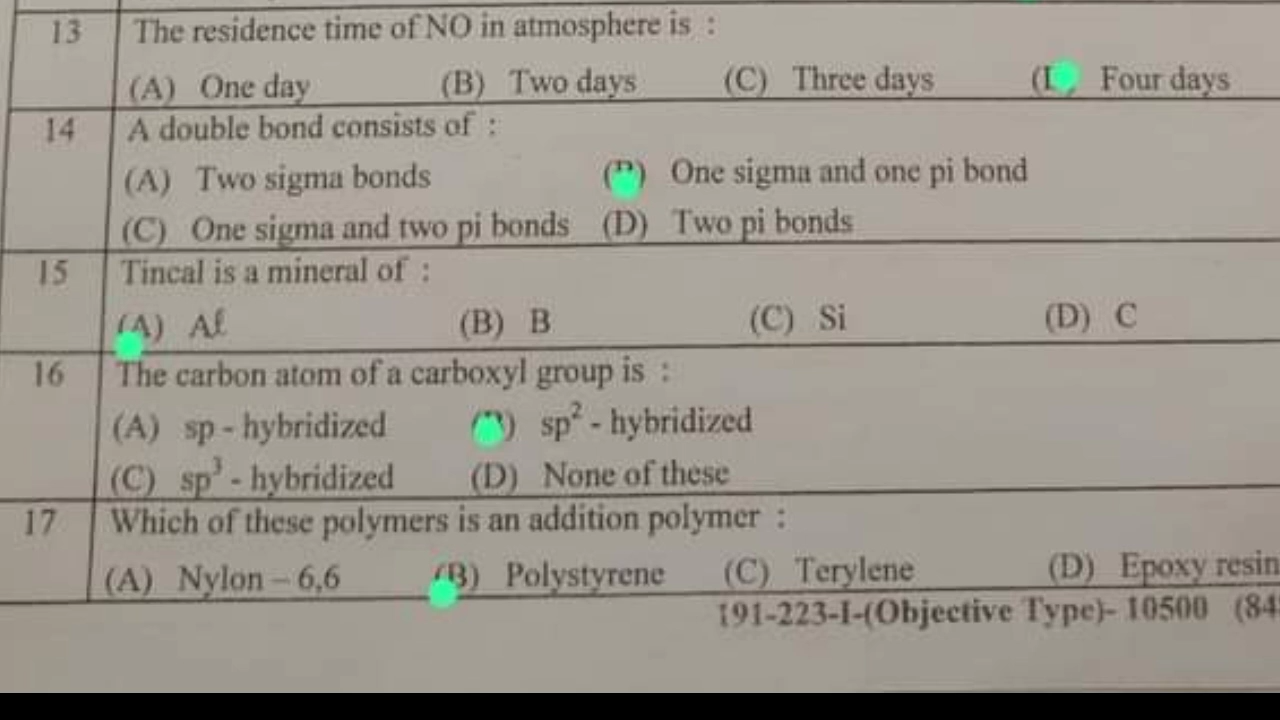 13 The residence time of NO in atmosphere is :
(A) One day (B) Two days (C) Three days (D) Four days
14 A double bond consists of :
(A) Two sigma bonds (B) One sigma and one pi bond
(C) One sigma and two pi bonds (D) Two pi bonds
15 Tincal is a mineral of :
(A) Aℓ (B) B (C) Si (D) C
16 The carbon atom of a carboxyl group is :
(A) sp - hybridized (B) sp² - hybridized
(C) sp³ - hybridized (D) None of these
17 Which of these polymers is an addition polymer :
(A) Nylon – 6,6 (B) Polystyrene (C) Terylene (D) Epoxy resin
191-223-I-(Objective Type)- 10500 (84